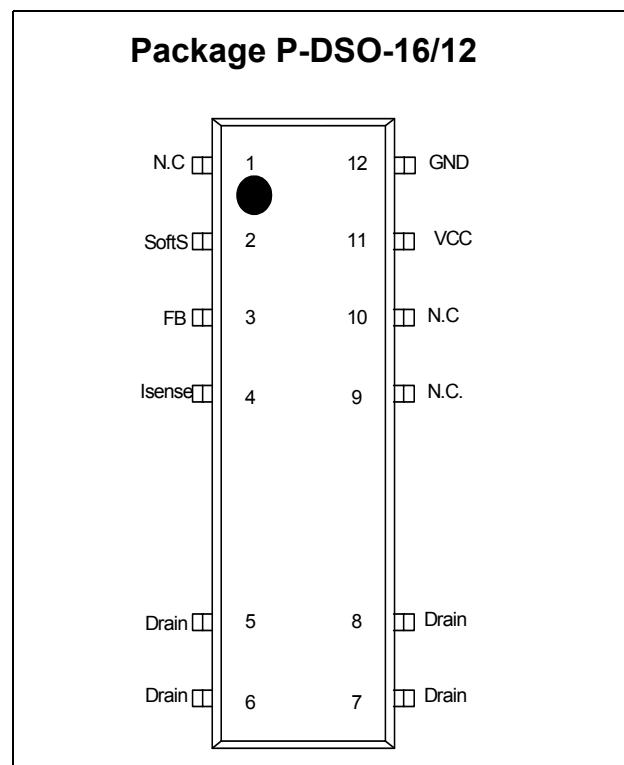 Package P-DSO-16/12
N.C 1 12 GND
SoftS 2 11 VCC
FB 3 10 N.C
Isense 4 9 N.C.
Drain 5 8 Drain
Drain 6 7 Drain